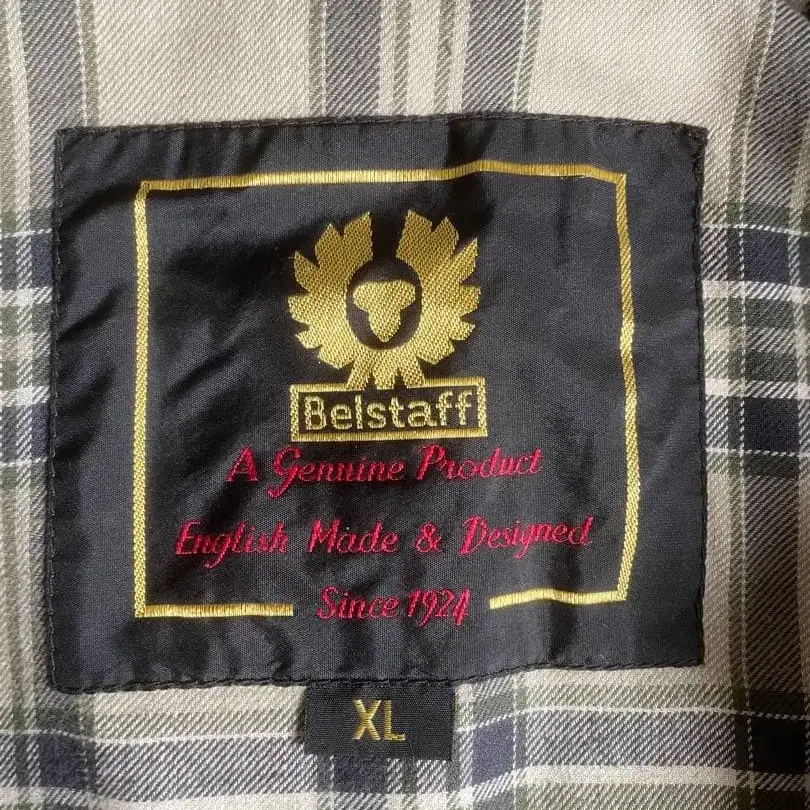 Belstaff
A Genuine Product
English Made & Designed
Since 1924
XL